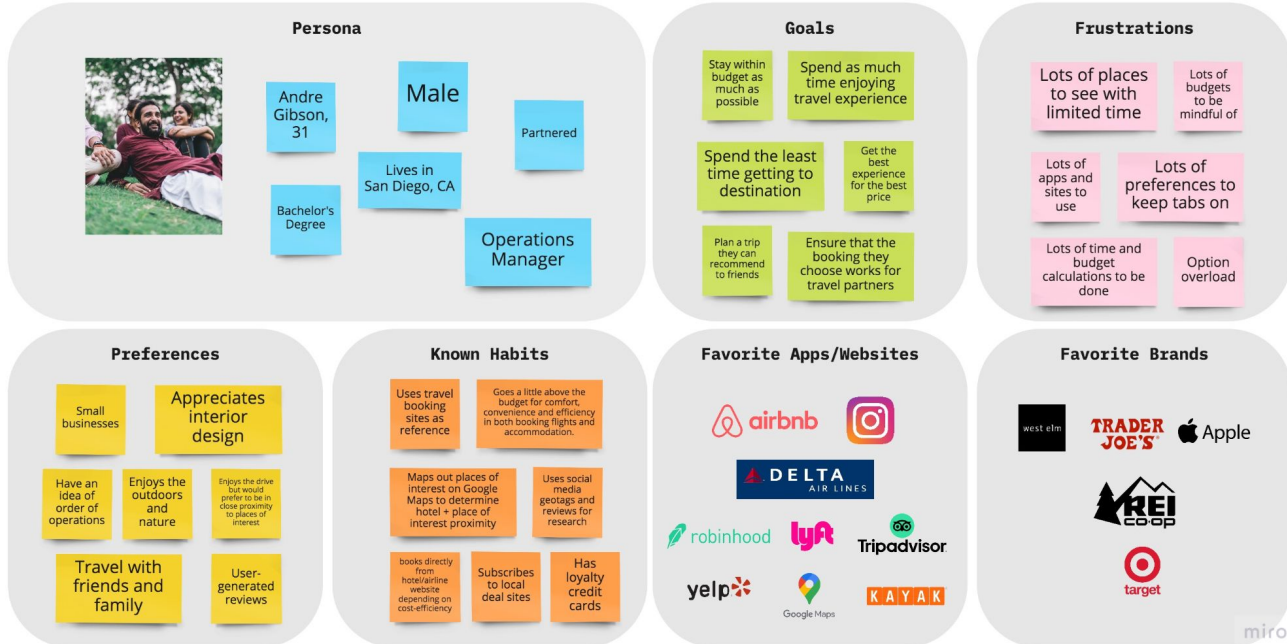 Persona
Andre
Gibson,
31
Male
Partnered
Lives in
San Diego, CA
Bachelor's
Degree
Operations
Manager
Goals
Stay within
budget as
much as
possible
Spend as much
time enjoying
travel experience
Spend the least
time getting to
destination
Get the
best
experience
for the best
price
Plan a trip
they can
recommend
to friends
Ensure that the
booking they
choose works for
travel partners
Frustrations
Lots of places
to see with
limited time
Lots of
budgets
to be
mindful of
Lots of
apps and
sites to
use
Lots of
preferences to
keep tabs on
Lots of time and
budget
calculations to be
done
Option
overload
Preferences
Small
businesses
Appreciates
interior
design
Have an
idea of
order of
operations
Enjoys the
outdoors
and
nature
Enjoys the drive
but would
prefer to be in
close proximity
to places of
interest
Travel with
friends and
family
User-
generated
reviews
Known Habits
Uses travel
booking
sites as
reference
Goes a little above the
budget for comfort,
convenience and efficiency
in both booking flights and
accommodation.
Maps out places of
interest on Google
Maps to determine
hotel + place of
interest proximity
Uses social
media
geotags and
reviews for
research
books directly
from
hotel/airline
website
depending on
cost-efficiency
Subscribes
to local
deal sites
Has
loyalty
credit
cards
Favorite Apps/Websites
airbnb
DELTA
AIR LINES
robinhood
lyft
Tripadvisor
yelp
Google Maps
KAYAK
Favorite Brands
west elm
TRADER
JOE'S
Apple
REI
co-op
target
miro